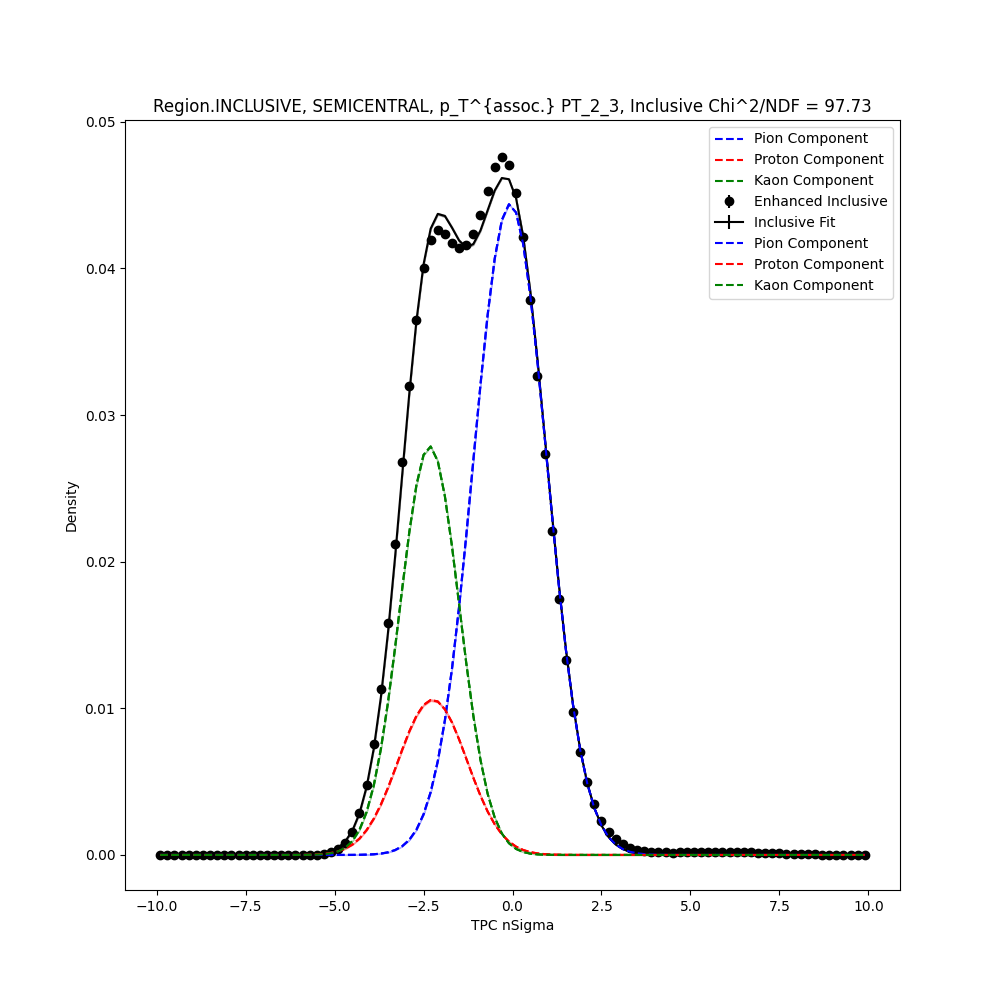 Region.INCLUSIVE, SEMICENTRAL, p_T^{assoc.} PT_2_3, Inclusive Chi^2/NDF = 97.73
Pion Component
Proton Component
Kaon Component
Enhanced Inclusive
Inclusive Fit
Pion Component
Proton Component
Kaon Component
0.05
0.04
0.03
0.02
0.01
0.00
Density
−10.0
−7.5
−5.0
−2.5
0.0
2.5
5.0
7.5
10.0
TPC nSigma